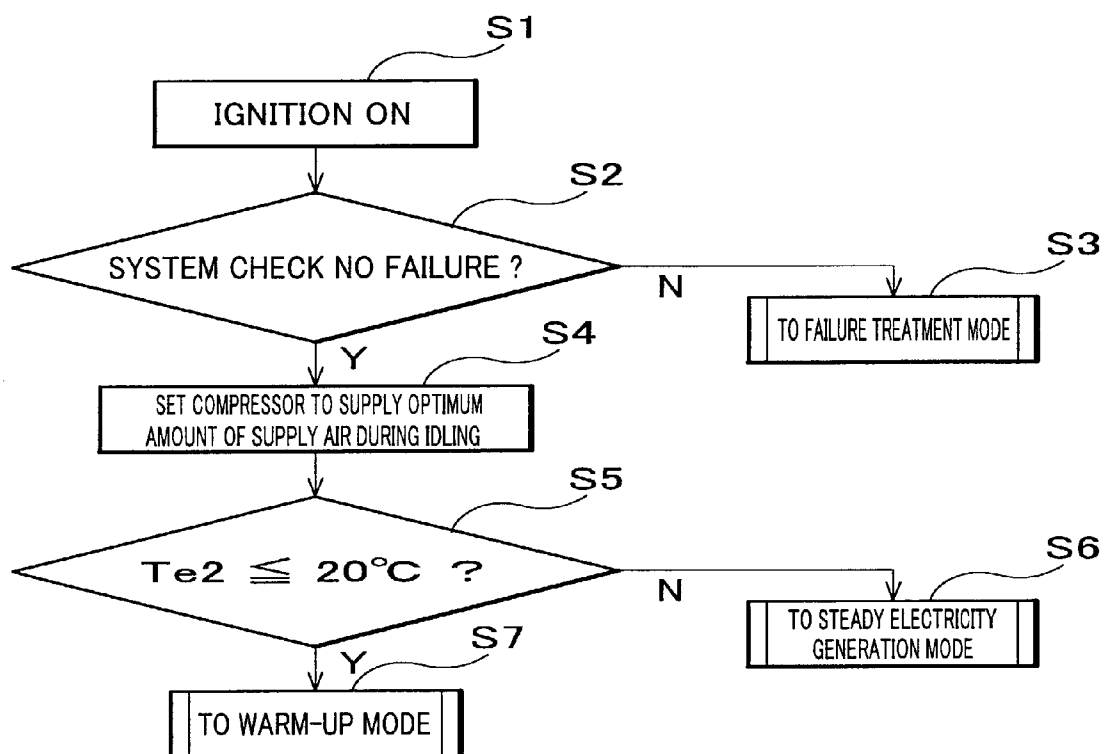 S1
IGNITION ON
S2
SYSTEM CHECK NO FAILURE ?
N
S3
TO FAILURE TREATMENT MODE
Y
S4
SET COMPRESSOR TO SUPPLY OPTIMUM
AMOUNT OF SUPPLY AIR DURING IDLING
S5
Te2 ≦ 20°C ?
N
S6
TO STEADY ELECTRICITY
GENERATION MODE
Y
S7
TO WARM-UP MODE